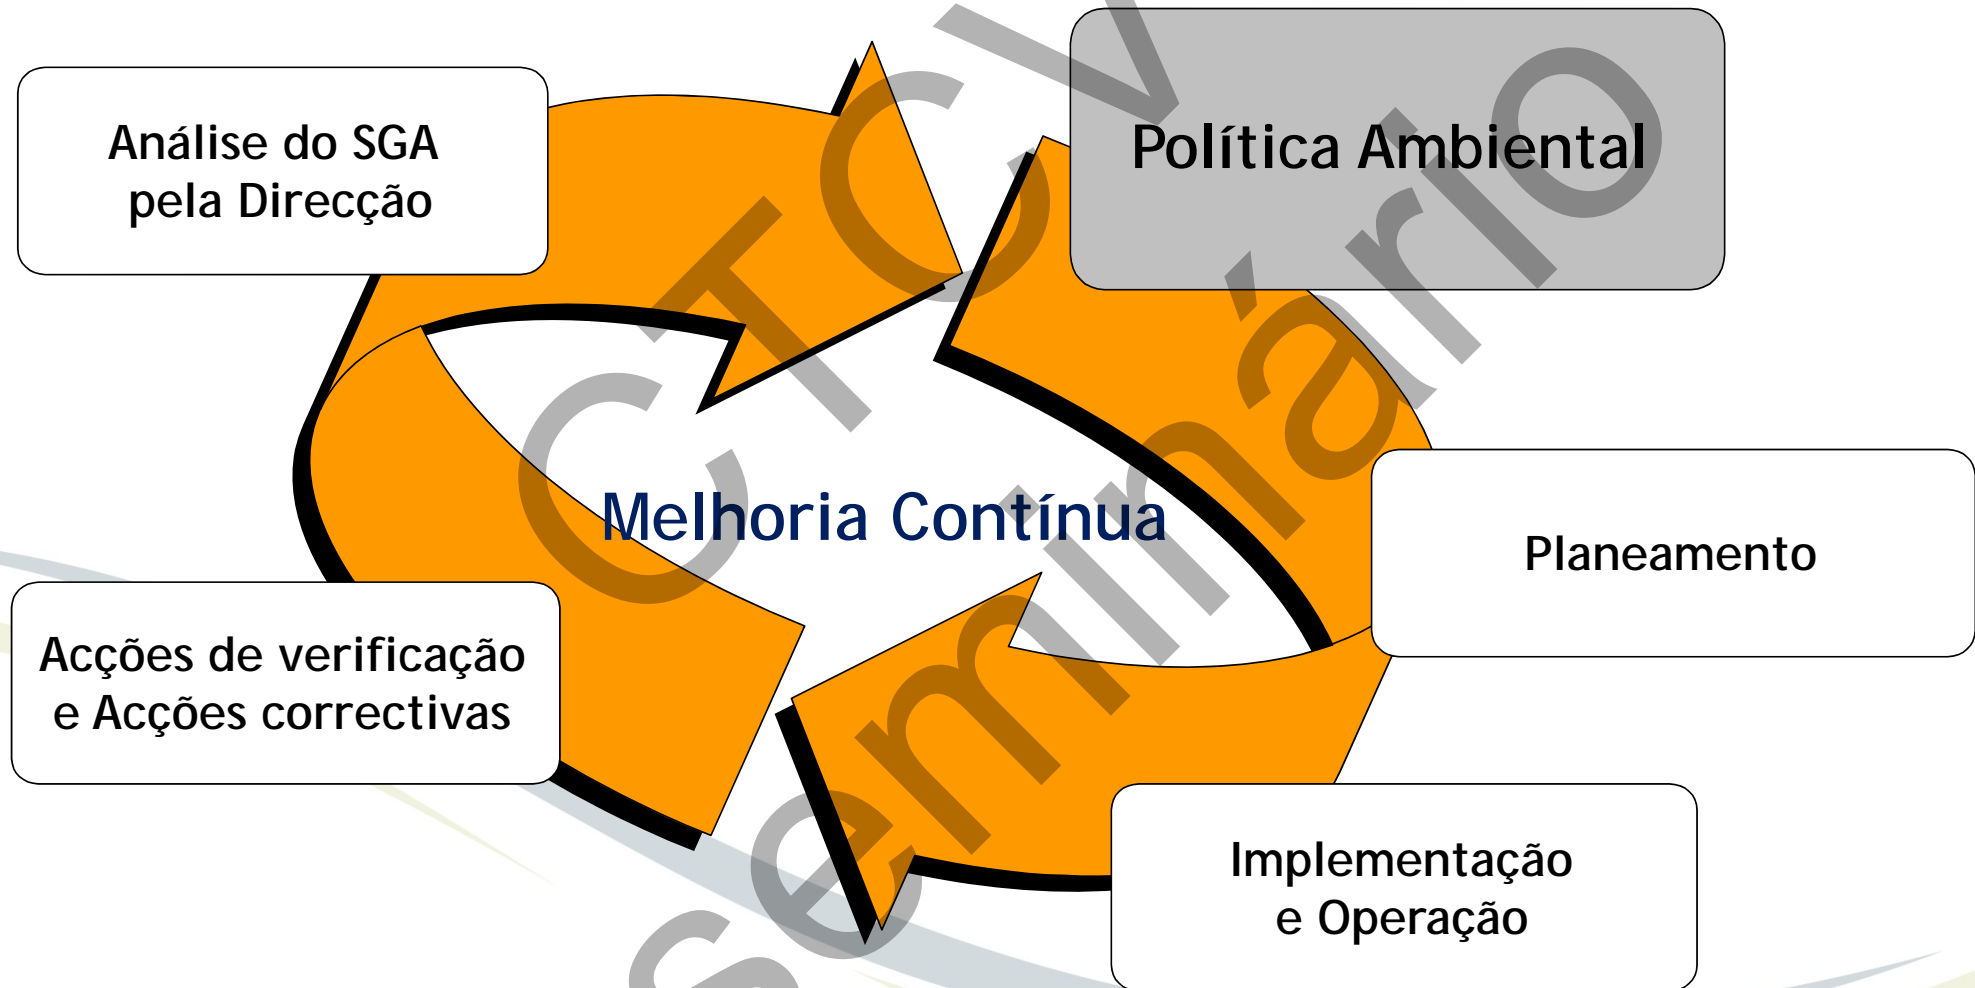 Análise do SGA
pela Direcção
Política Ambiental
Melhoria Contínua
Planeamento
Acções de verificação
e Acções correctivas
Implementação
e Operação
CTCV
seminário